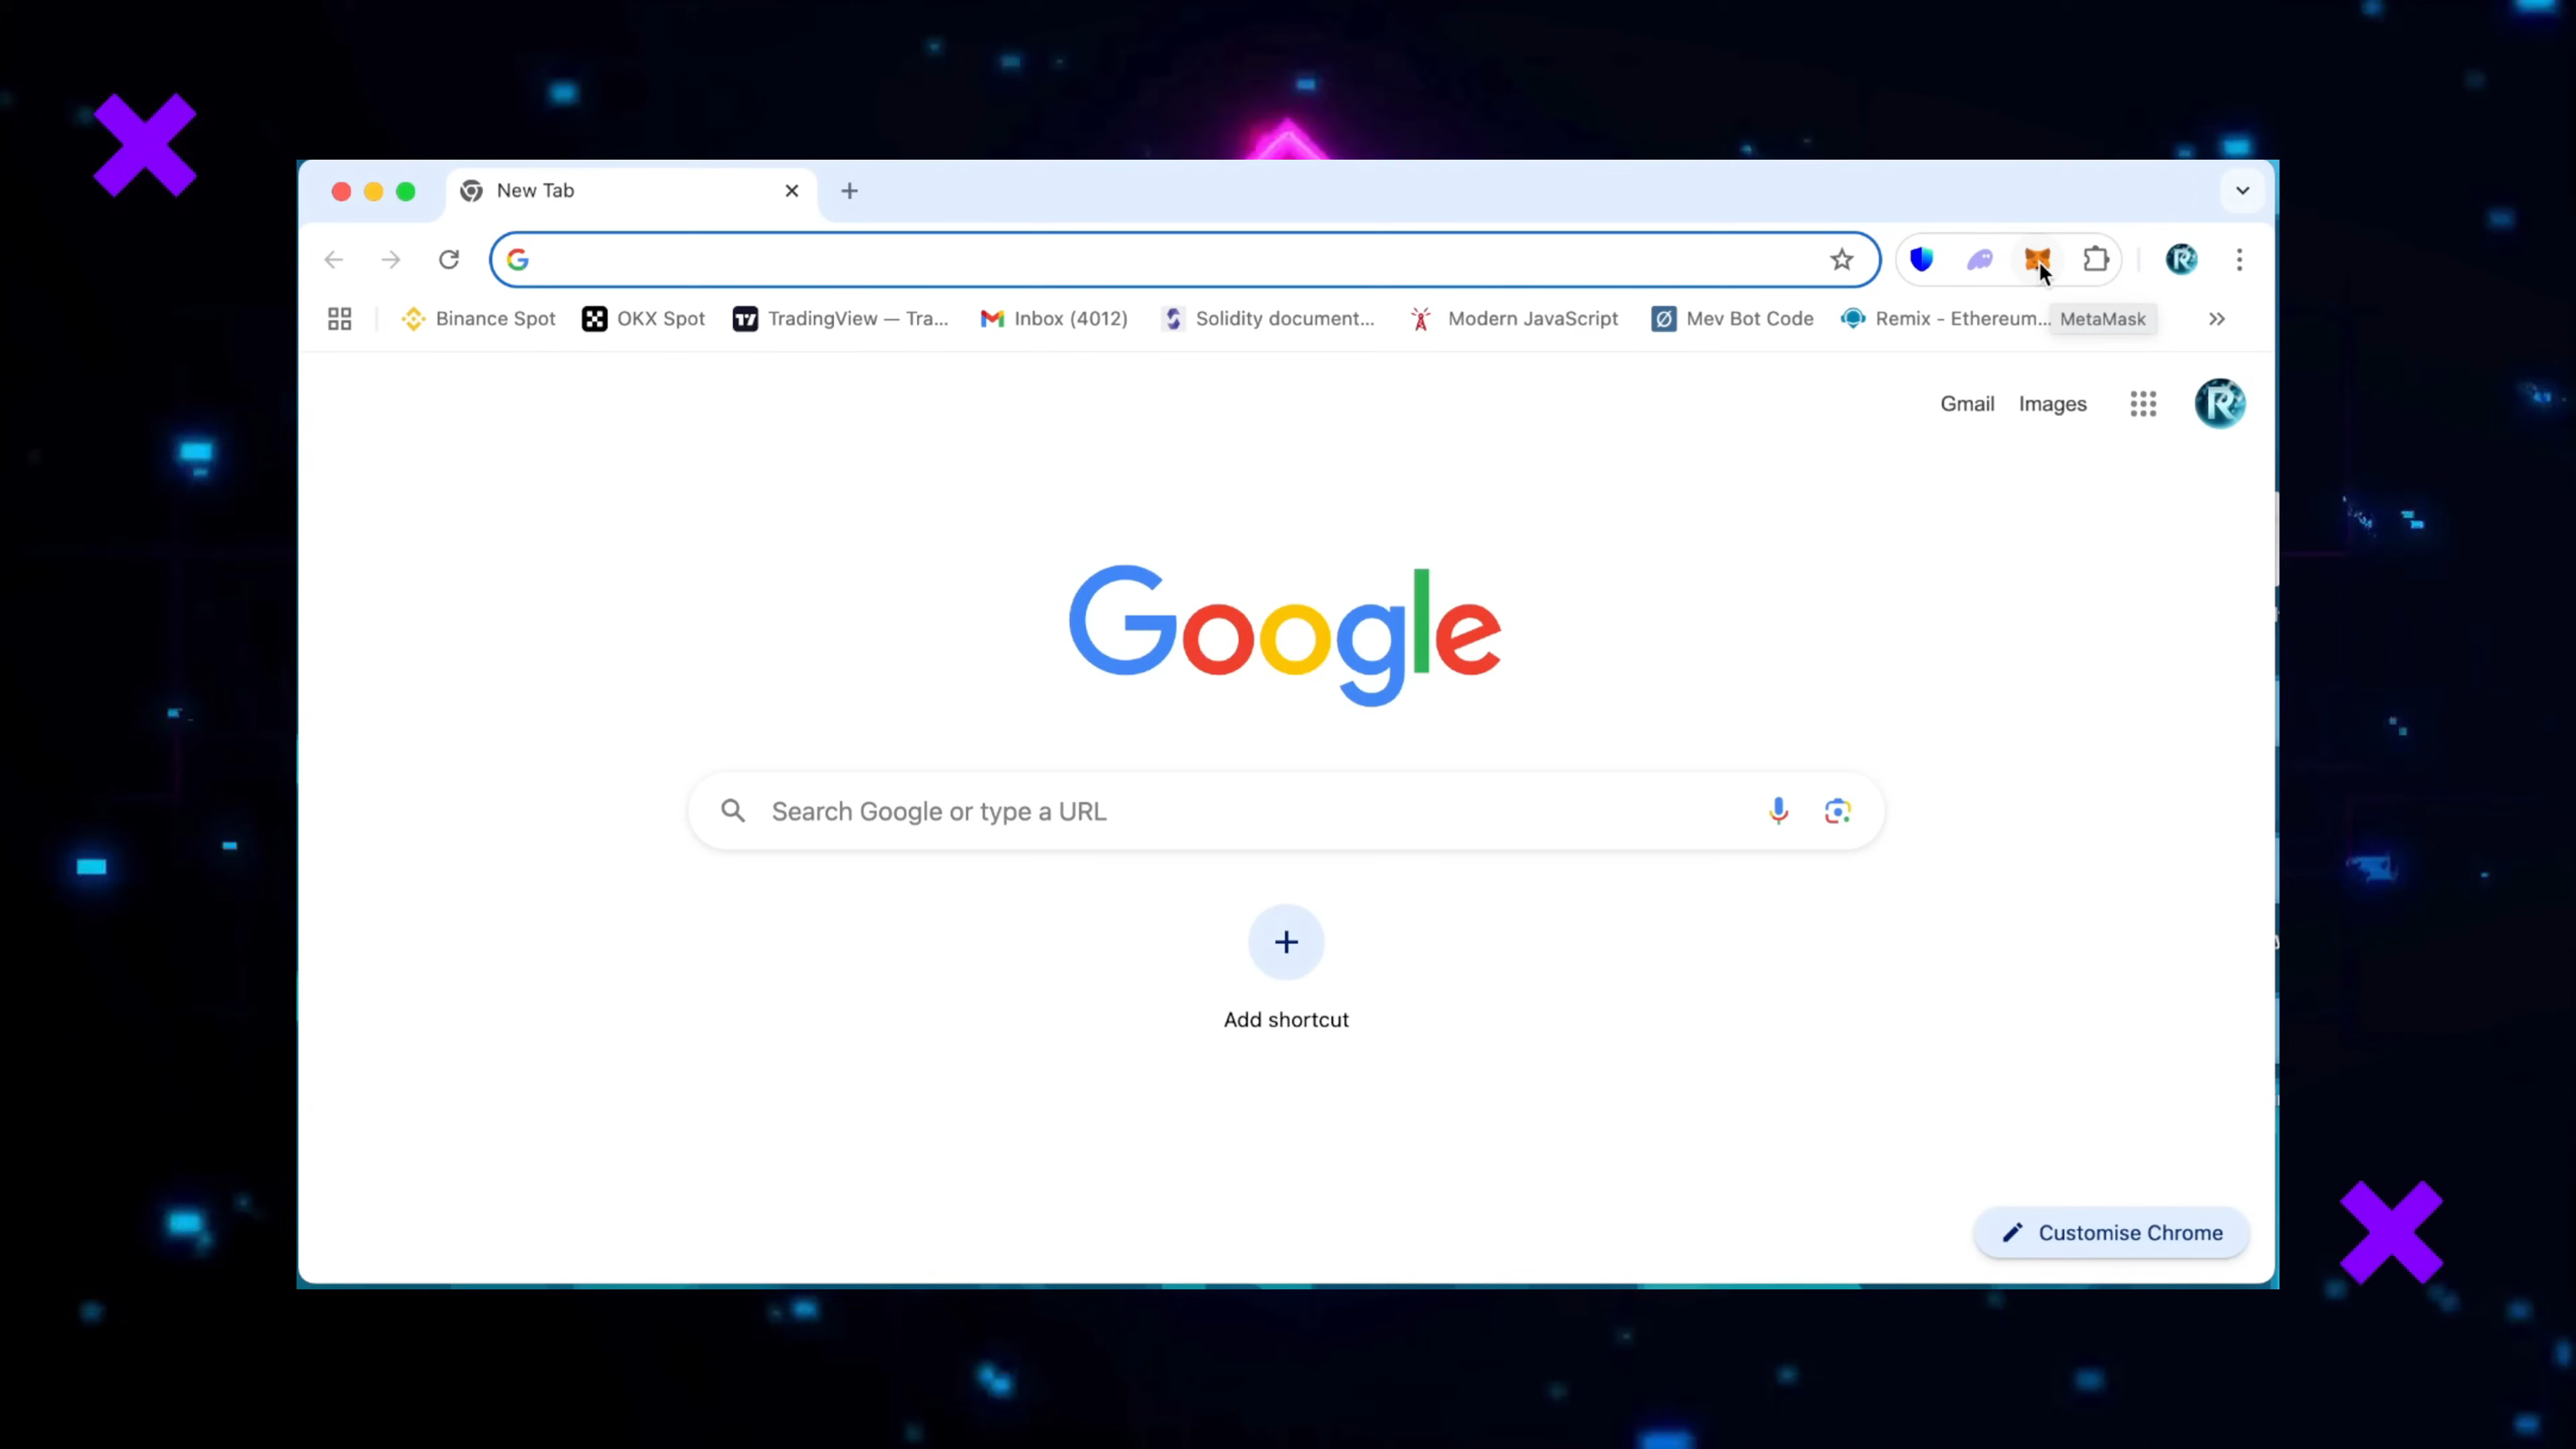 New Tab
Binance Spot
OKX Spot
TradingView — Tra...
Inbox (4012)
Solidity document...
Modern JavaScript
Mev Bot Code
Remix - Ethereum...
MetaMask
Gmail
Images
Google
Search Google or type a URL
Add shortcut
Customise Chrome